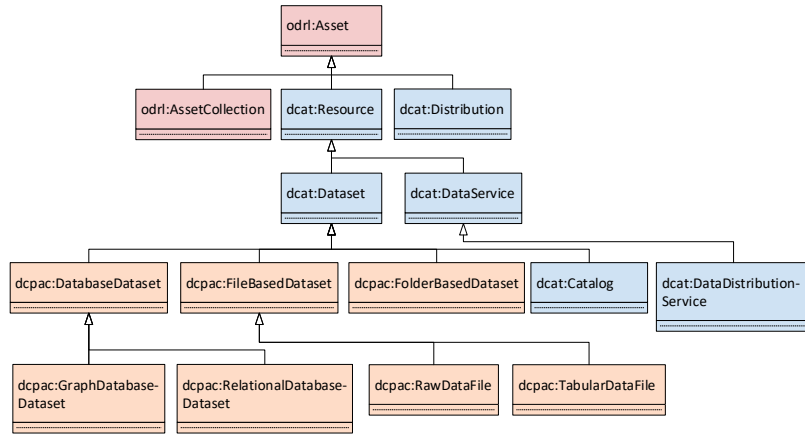 odrl:Asset
odrl:AssetCollection
dcat:Resource
dcat:Distribution
dcat:Dataset
dcat:DataService
dcpac:DatabaseDataset
dcpac:FileBasedDataset
dcpac:FolderBasedDataset
dcat:Catalog
dcat:DataDistribution-
Service
dcpac:GraphDatabase-
Dataset
dcpac:RelationalDatabase-
Dataset
dcpac:RawDataFile
dcpac:TabularDataFile